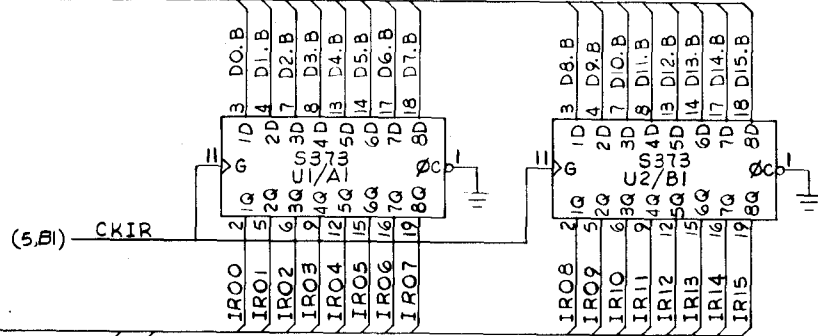 D0.B D1.B D2.B D3.B D4.B D5.B D6.B D7.B
3 4 7 8 13 14 17 18
1D 2D 3D 4D 5D 6D 7D 8D
11 G S373 ØC 1
U1/A1
1Q 2Q 3Q 4Q 5Q 6Q 7Q 8Q
2 5 6 9 12 15 16 19
IR00 IR01 IR02 IR03 IR04 IR05 IR06 IR07
D8.B D9.B D10.B D11.B D12.B D13.B D14.B D15.B
3 4 7 8 13 14 17 18
1D 2D 3D 4D 5D 6D 7D 8D
11 G S373 ØC 1
U2/B1
1Q 2Q 3Q 4Q 5Q 6Q 7Q 8Q
2 5 6 9 12 15 16 19
IR08 IR09 IR10 IR11 IR12 IR13 IR14 IR15
(5,B1) CKIR